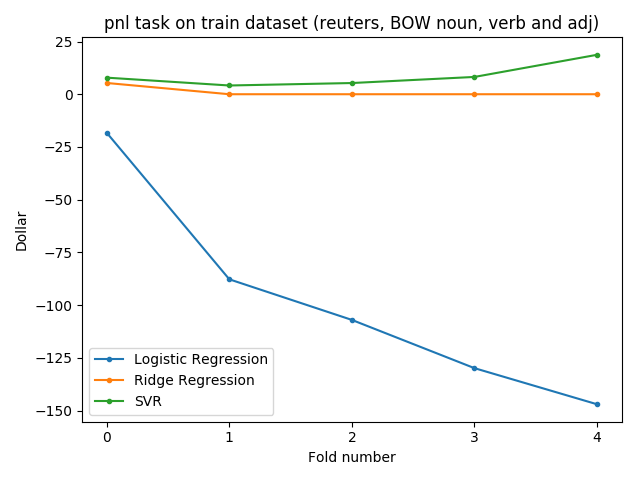 pnl task on train dataset (reuters, BOW noun, verb and adj)
25
0
−25
−50
−75
−100
−125
−150
Dollar
Logistic Regression
Ridge Regression
SVR
0 1 2 3 4
Fold number